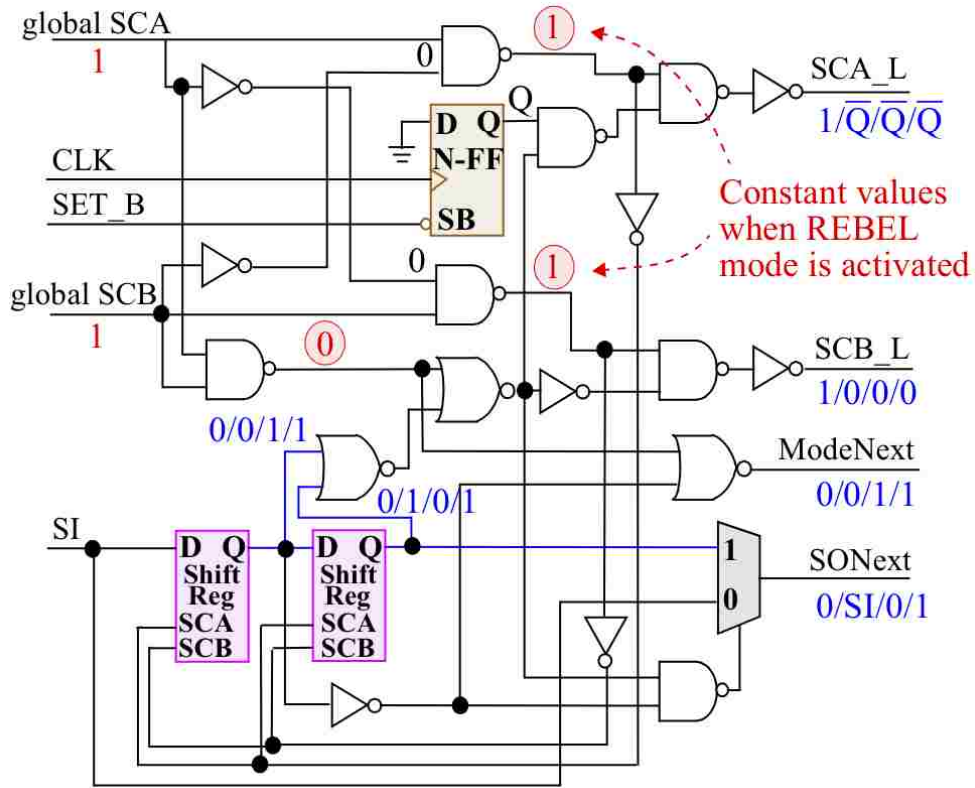 global SCA
1
0
1
SCA_L
1/Q̅/Q̅/Q̅
Q
D Q
N-FF
SB
CLK
SET_B
Constant values
when REBEL
mode is activated
0
1
global SCB
1
0
SCB_L
1/0/0/0
0/0/1/1
0/1/0/1
ModeNext
0/0/1/1
SI
D Q
Shift
Reg
SCA
SCB
D Q
Shift
Reg
SCA
SCB
1
0
SONext
0/SI/0/1